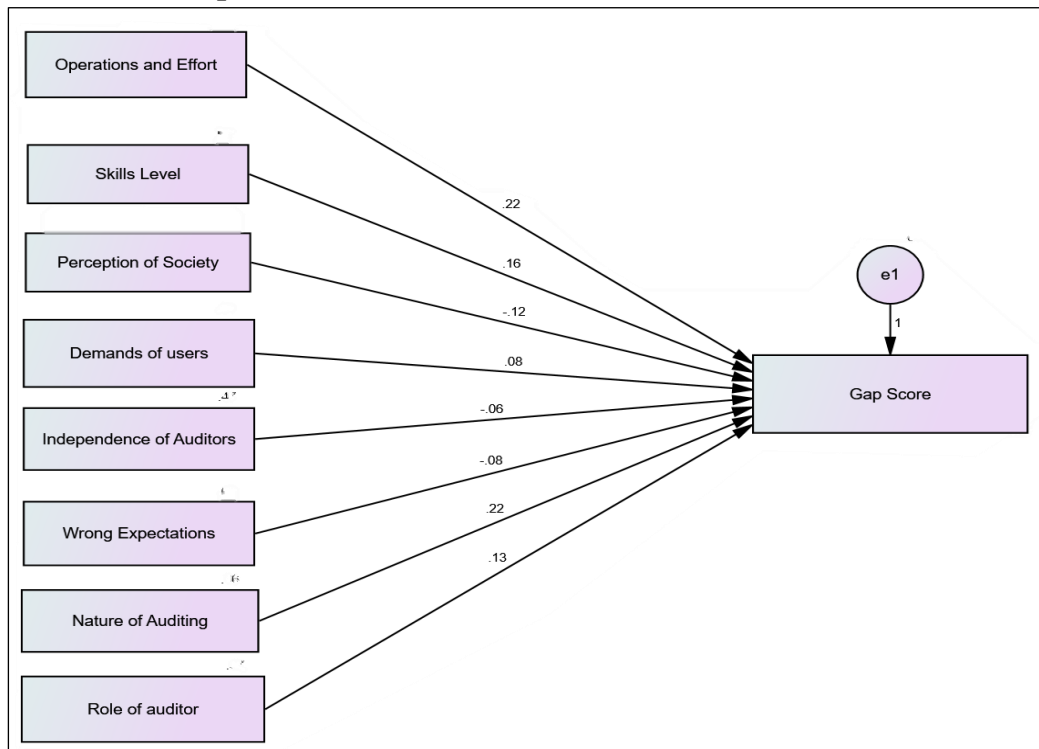 Operations and Effort
Skills Level
Perception of Society
Demands of users
Independence of Auditors
Wrong Expectations
Nature of Auditing
Role of auditor
.22
.16
-.12
.08
-.06
-.08
.22
.13
e1
1
Gap Score